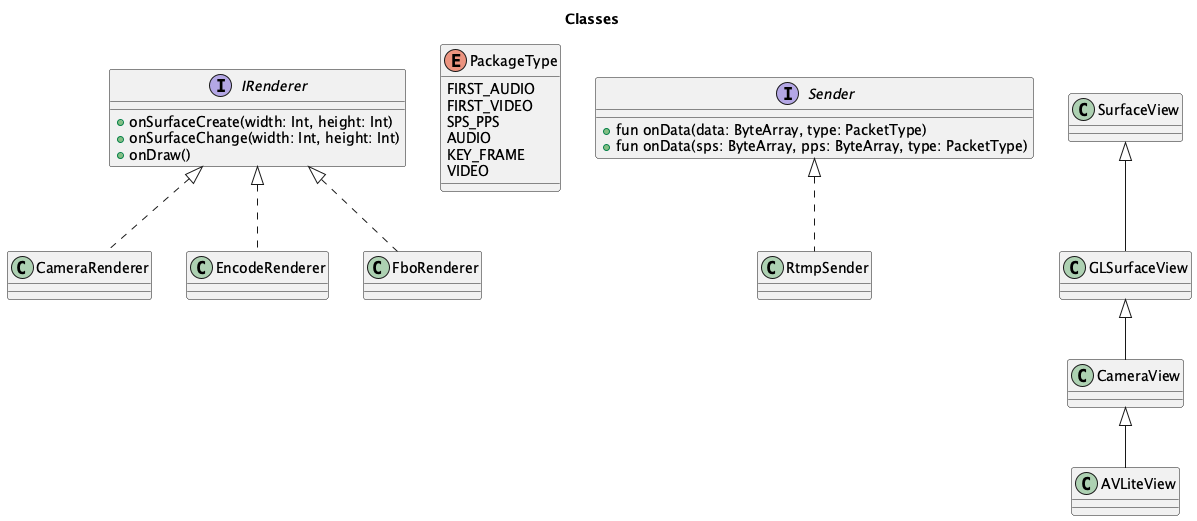 Classes
I IRenderer
onSurfaceCreate(width: Int, height: Int)
onSurfaceChange(width: Int, height: Int)
onDraw()
E PackageType
FIRST_AUDIO
FIRST_VIDEO
SPS_PPS
AUDIO
KEY_FRAME
VIDEO
I Sender
fun onData(data: ByteArray, type: PacketType)
fun onData(sps: ByteArray, pps: ByteArray, type: PacketType)
C SurfaceView
C CameraRenderer
C EncodeRenderer
C FboRenderer
C RtmpSender
C GLSurfaceView
C CameraView
C AVLiteView